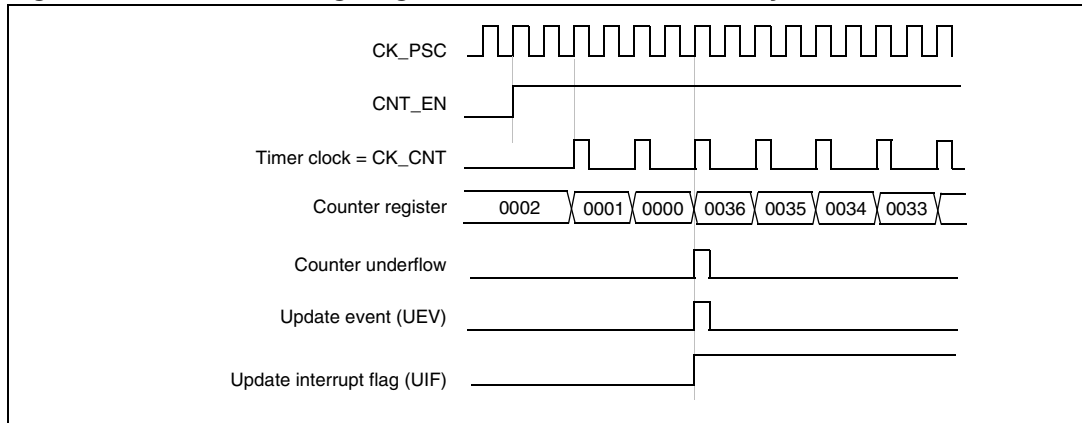 CK_PSC
CNT_EN
Timer clock = CK_CNT
Counter register 0002 0001 0000 0036 0035 0034 0033
Counter underflow
Update event (UEV)
Update interrupt flag (UIF)